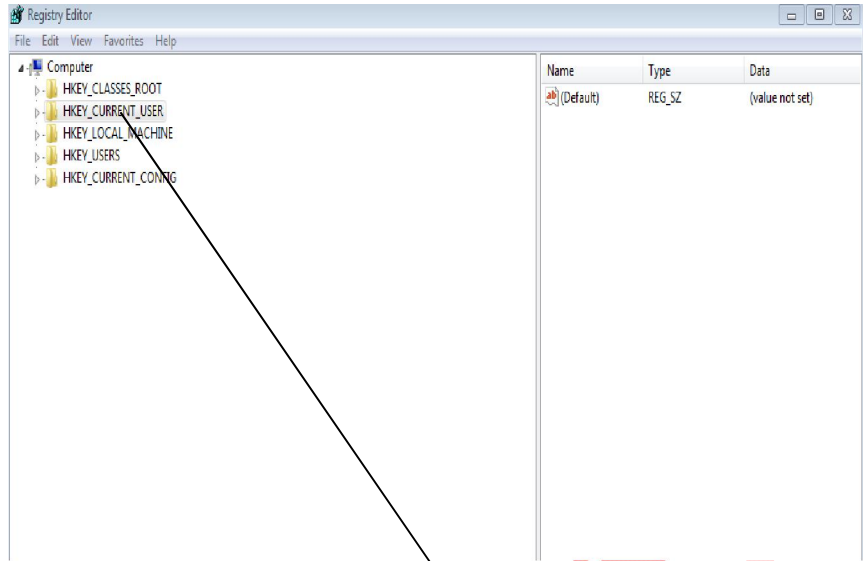 Registry Editor
File Edit View Favorites Help
Computer
HKEY_CLASSES_ROOT
HKEY_CURRENT_USER
HKEY_LOCAL_MACHINE
HKEY_USERS
HKEY_CURRENT_CONFIG
Name Type Data
ab (Default) REG_SZ (value not set)